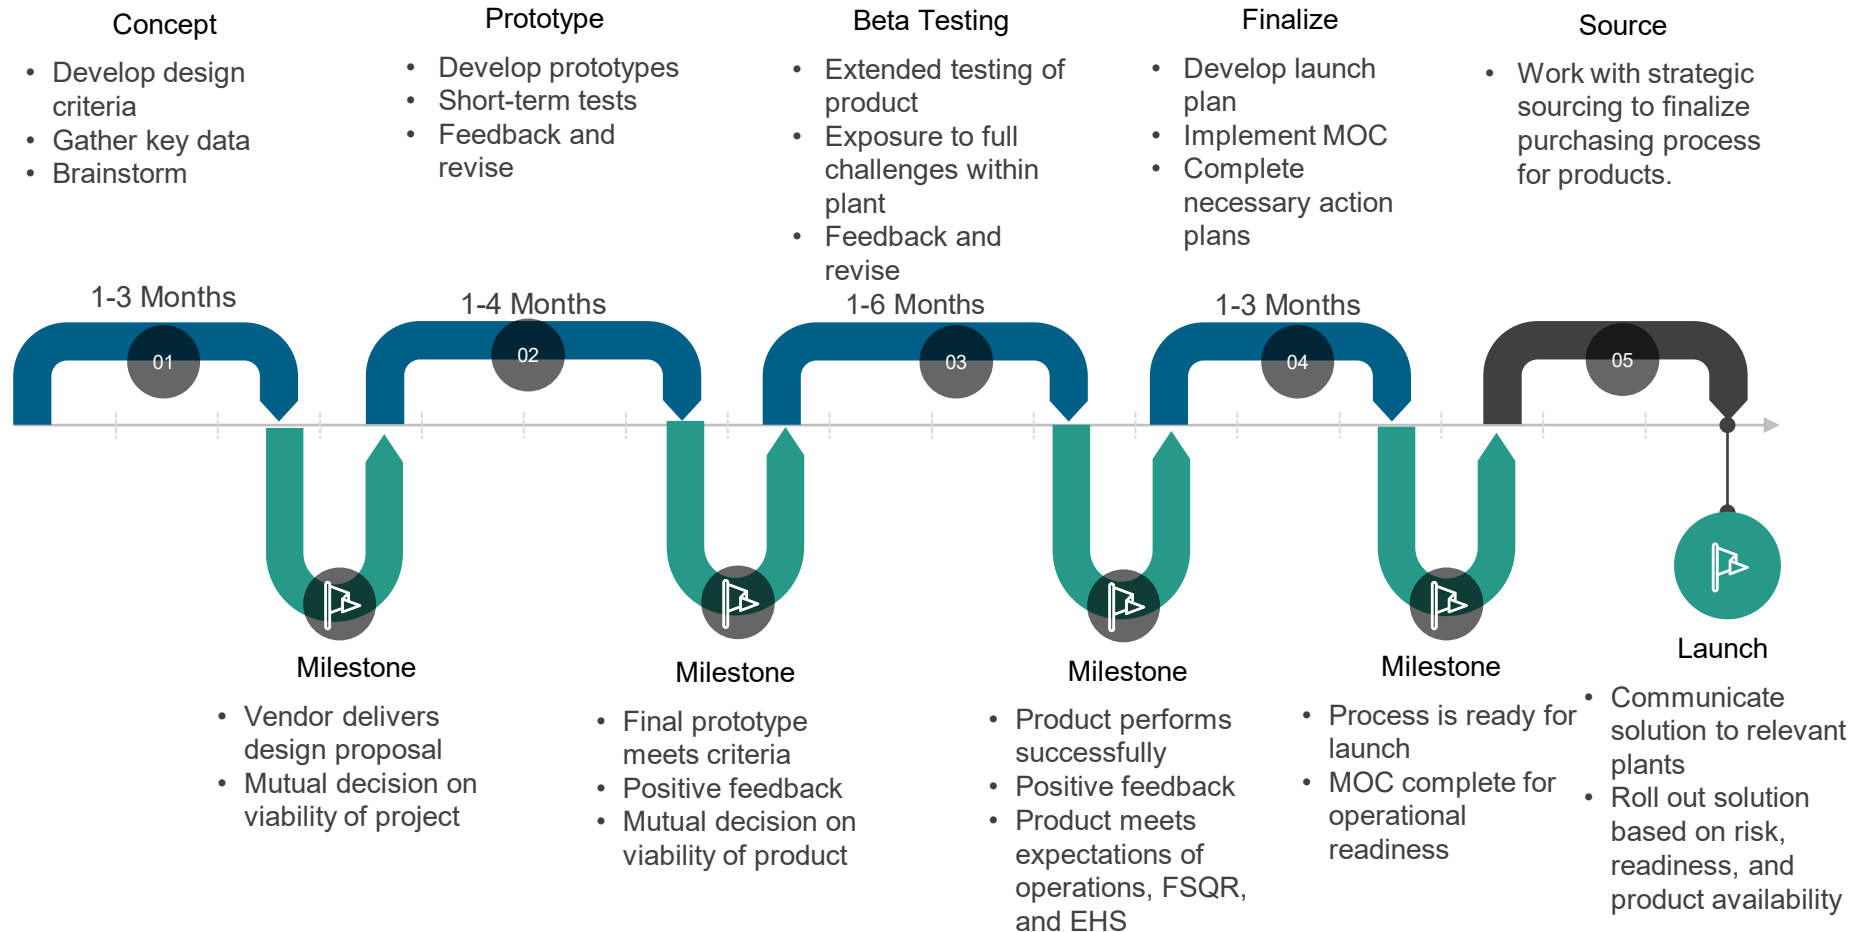 Concept
• Develop design
criteria
• Gather key data
• Brainstorm
Prototype
• Develop prototypes
• Short-term tests
• Feedback and
revise
Beta Testing
• Extended testing of
product
• Exposure to full
challenges within
plant
• Feedback and
revise
Finalize
• Develop launch
plan
• Implement MOC
• Complete
necessary action
plans
Source
• Work with strategic
sourcing to finalize
purchasing process
for products.
1-3 Months
1-4 Months
1-6 Months
1-3 Months
01
02
03
04
05
Milestone
• Vendor delivers
design proposal
• Mutual decision on
viability of project
Milestone
• Final prototype
meets criteria
• Positive feedback
• Mutual decision on
viability of product
Milestone
• Product performs
successfully
• Positive feedback
• Product meets
expectations of
operations, FSQR,
and EHS
Milestone
• Process is ready for
launch
• MOC complete for
operational
readiness
Launch
• Communicate
solution to relevant
plants
• Roll out solution
based on risk,
readiness, and
product availability